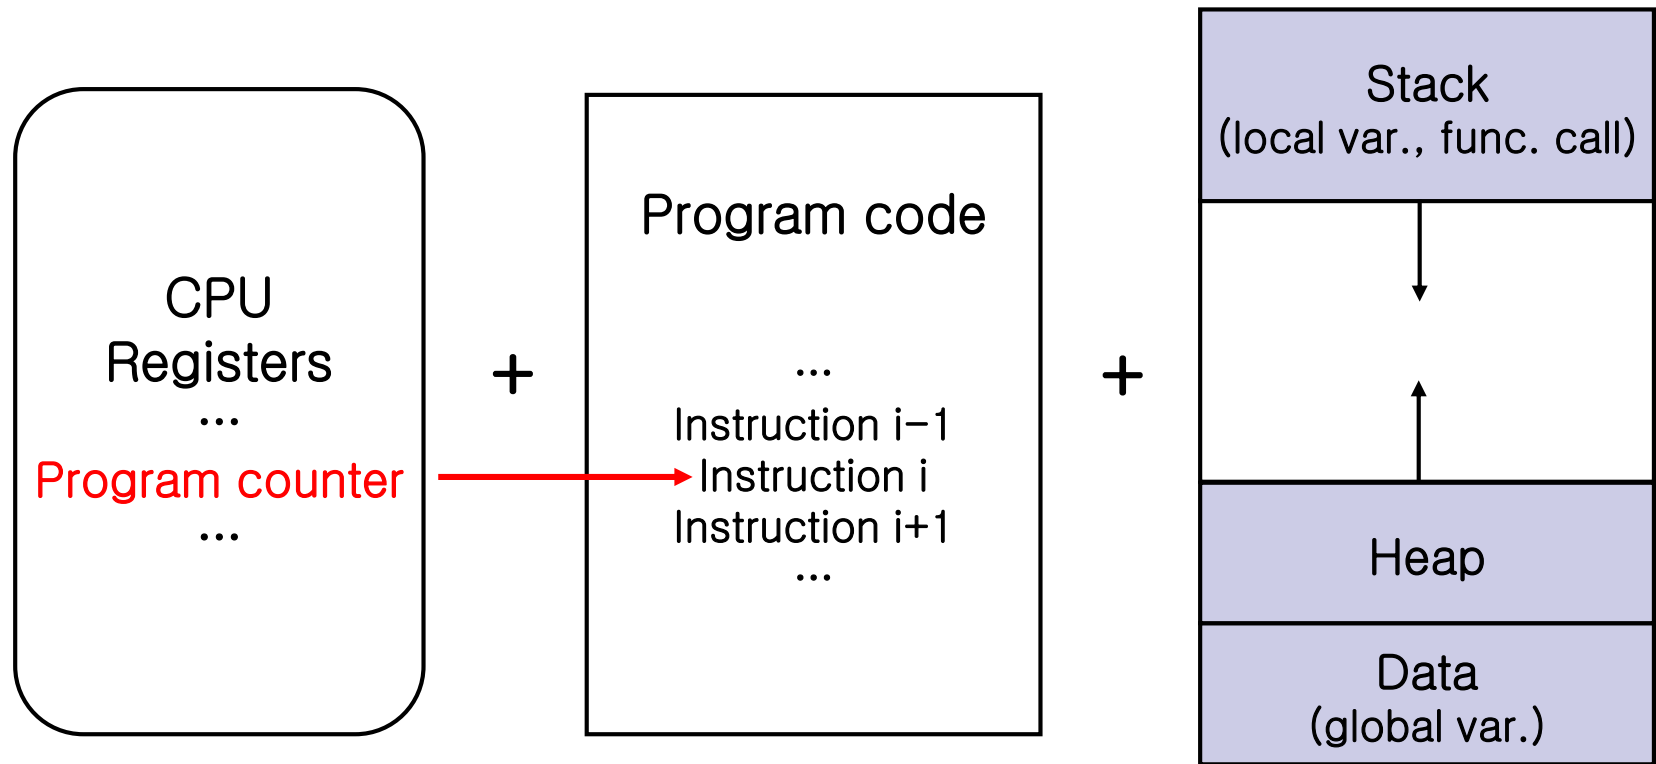 CPU
Registers
...
Program counter
...
+
Program code
...
Instruction i-1
Instruction i
Instruction i+1
...
+
Stack
(local var., func. call)
Heap
Data
(global var.)